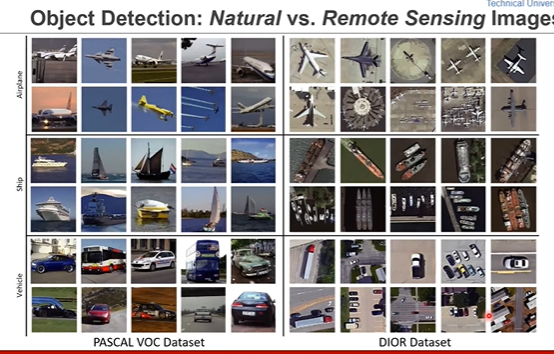 Technical Univer
Object Detection: Natural vs. Remote Sensing Images
Airplane
Ship
Vehicle
PASCAL VOC Dataset
DIOR Dataset